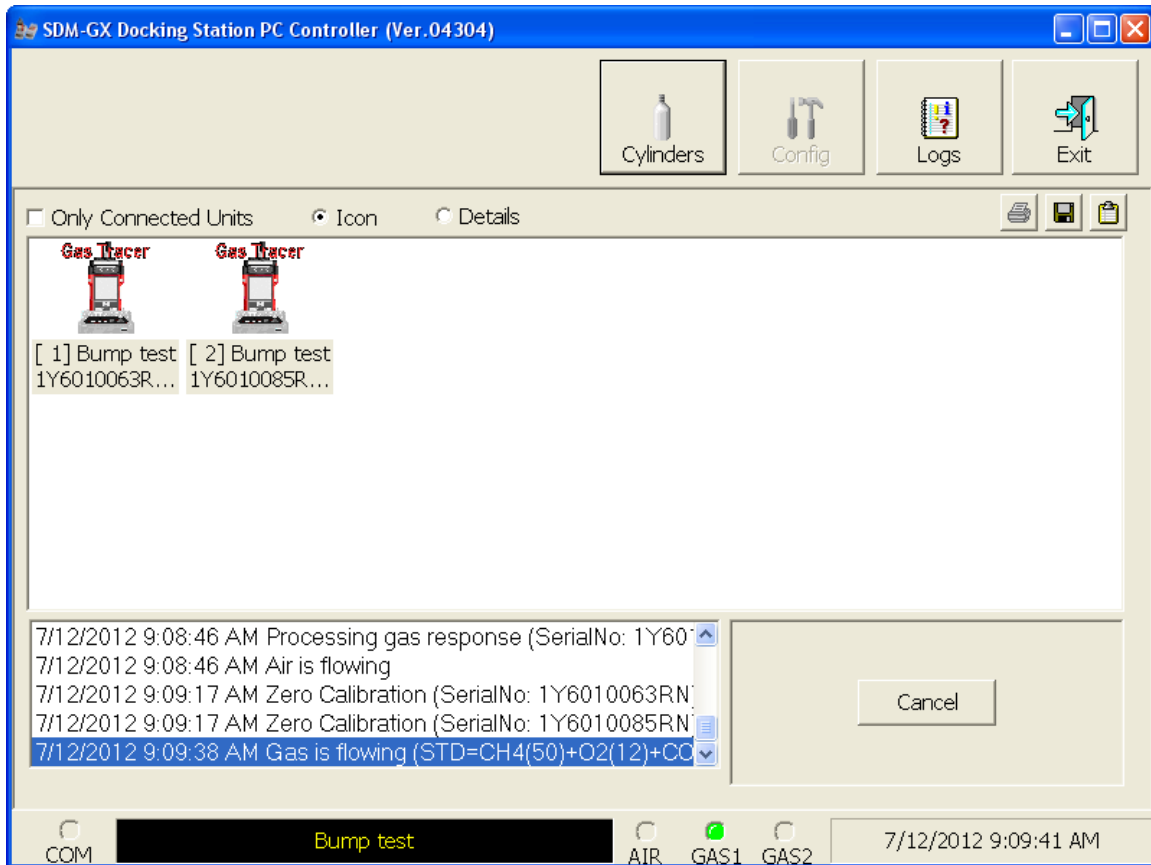 SDM-GX Docking Station PC Controller (Ver.04304)
Cylinders
Config
Logs
Exit
Only Connected Units
Icon
Details
Gas Tracer
Gas Tracer
[ 1] Bump test
1Y6010063R...
[ 2] Bump test
1Y6010085R...
7/12/2012 9:08:46 AM Processing gas response (SerialNo: 1Y601
7/12/2012 9:08:46 AM Air is flowing
7/12/2012 9:09:17 AM Zero Calibration (SerialNo: 1Y6010063RN
7/12/2012 9:09:17 AM Zero Calibration (SerialNo: 1Y6010085RN
7/12/2012 9:09:38 AM Gas is flowing (STD=CH4(50)+O2(12)+CO
Cancel
COM
Bump test
AIR
GAS1
GAS2
7/12/2012 9:09:41 AM